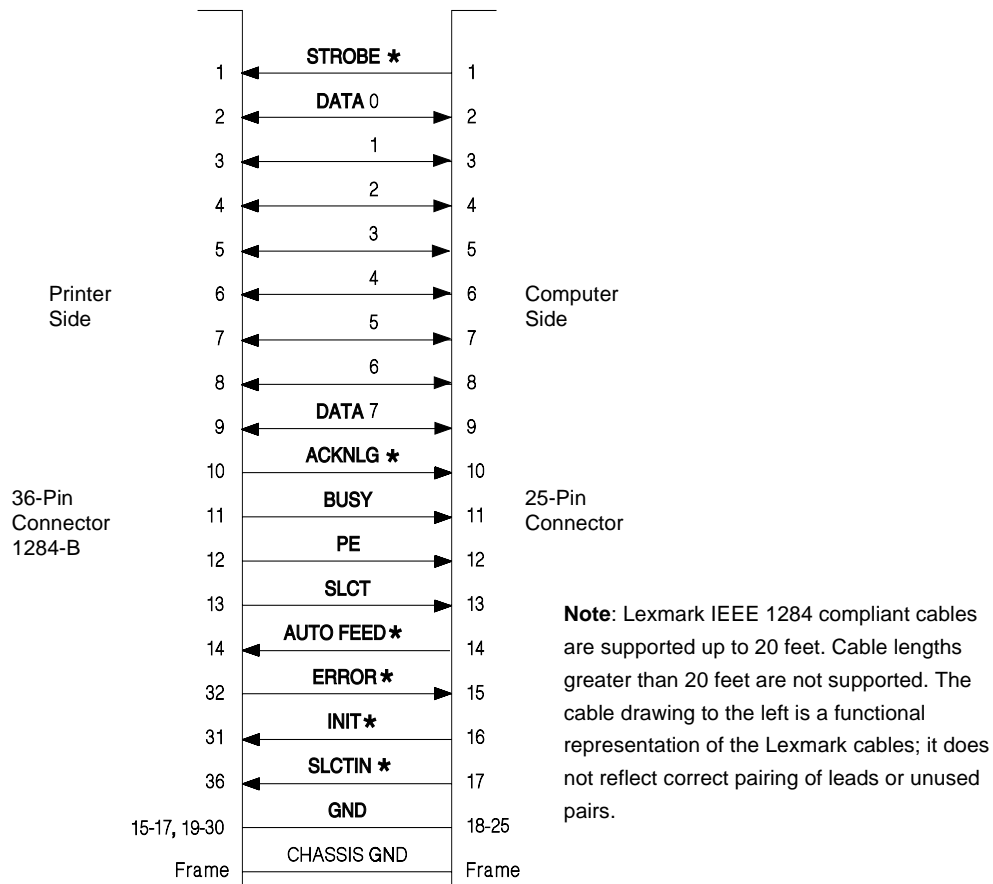 STROBE *
1 1
DATA 0
2 2
1
3 3
2
4 4
3
5 5
4
Printer
Side
6 6
Computer
Side
5
7 7
6
8 8
DATA 7
9 9
ACKNLG *
10 10
36-Pin
Connector
1284-B
BUSY
11 11
25-Pin
Connector
PE
12 12
SLCT
13 13
AUTO FEED *
14 14
ERROR *
32 15
INIT *
31 16
SLCTIN *
36 17
GND
15-17, 19-30 18-25
CHASSIS GND
Frame Frame
Note: Lexmark IEEE 1284 compliant cables
are supported up to 20 feet. Cable lengths
greater than 20 feet are not supported. The
cable drawing to the left is a functional
representation of the Lexmark cables; it does
not reflect correct pairing of leads or unused
pairs.